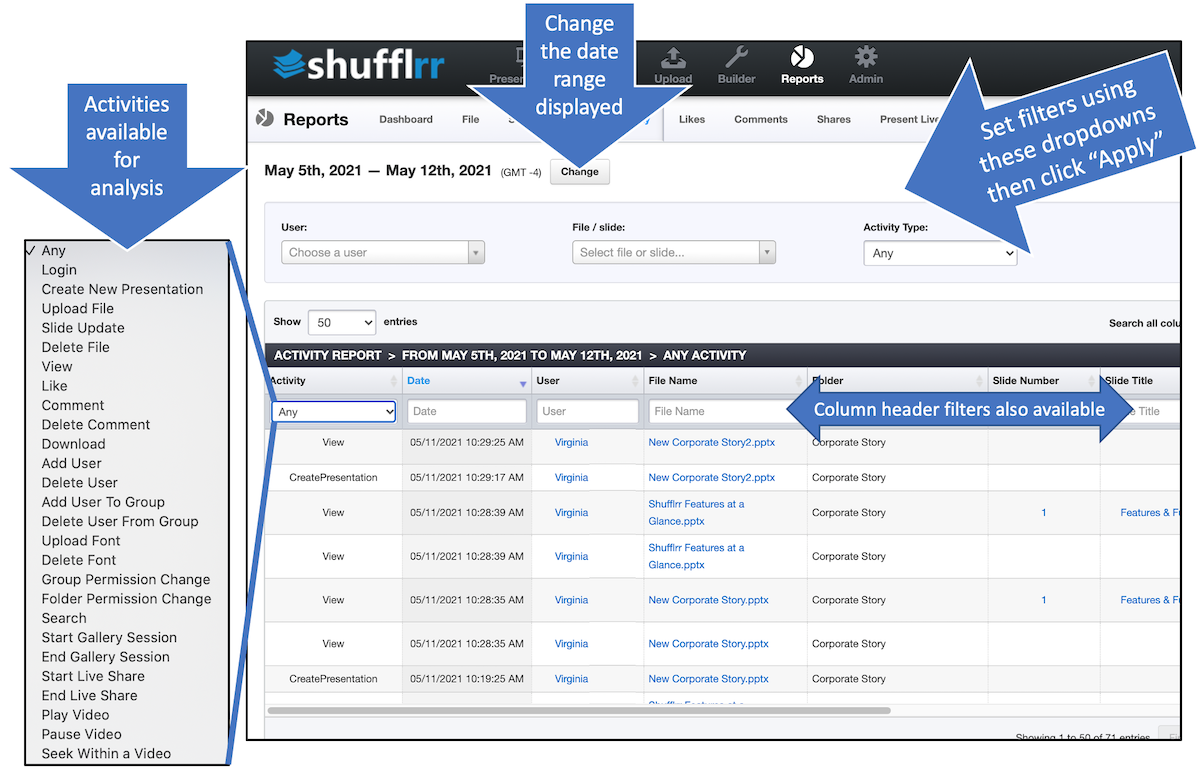 Change
the date
range
displayed
shufflrr
Upload
Builder
Reports
Admin
Activities
available
for
analysis
Set filters using
these dropdowns
then click “Apply”
Reports
Dashboard
File
Likes
Comments
Shares
Present Live
May 5th, 2021 — May 12th, 2021 (GMT -4) Change
User: File / slide: Activity Type:
Choose a user Select file or slide... Any
✓ Any
Login
Create New Presentation
Upload File
Slide Update
Delete File
View
Like
Comment
Delete Comment
Download
Add User
Delete User
Add User To Group
Delete User From Group
Upload Font
Delete Font
Group Permission Change
Folder Permission Change
Search
Start Gallery Session
End Gallery Session
Start Live Share
End Live Share
Play Video
Pause Video
Seek Within a Video
Show 50 entries Search all
ACTIVITY REPORT > FROM MAY 5TH, 2021 TO MAY 12TH, 2021 > ANY ACTIVITY
Activity Date User File Name Folder Slide Number Slide Title
Any Date User File Name Title
Column header filters also available
View 05/11/2021 10:29:25 AM Virginia New Corporate Story2.pptx Corporate Story
CreatePresentation 05/11/2021 10:29:17 AM Virginia New Corporate Story2.pptx Corporate Story
View 05/11/2021 10:28:39 AM Virginia Shufflrr Features at a Glance.pptx Corporate Story 1 Features &
View 05/11/2021 10:28:39 AM Virginia Shufflrr Features at a Glance.pptx Corporate Story
View 05/11/2021 10:28:35 AM Virginia New Corporate Story.pptx Corporate Story 1 Features &
View 05/11/2021 10:28:35 AM Virginia New Corporate Story.pptx Corporate Story
CreatePresentation 05/11/2021 10:19:25 AM Virginia New Corporate Story.pptx Corporate Story
Showing 1 to 50 of 71 entries